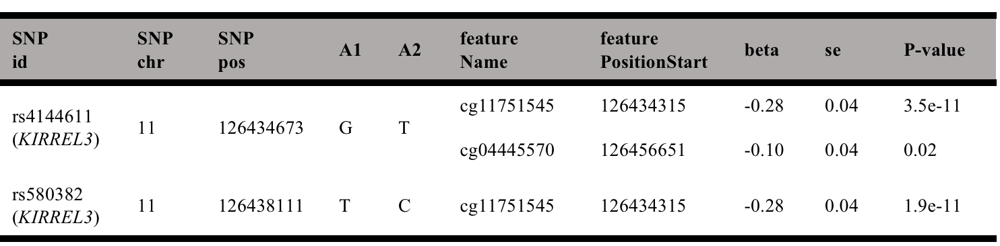 SNP id SNP chr SNP pos A1 A2 feature Name feature PositionStart beta se P-value
rs4144611 (KIRREL3) 11 126434673 G T cg11751545 126434315 -0.28 0.04 3.5e-11
cg04445570 126456651 -0.10 0.04 0.02
rs580382 (KIRREL3) 11 126438111 T C cg11751545 126434315 -0.28 0.04 1.9e-11